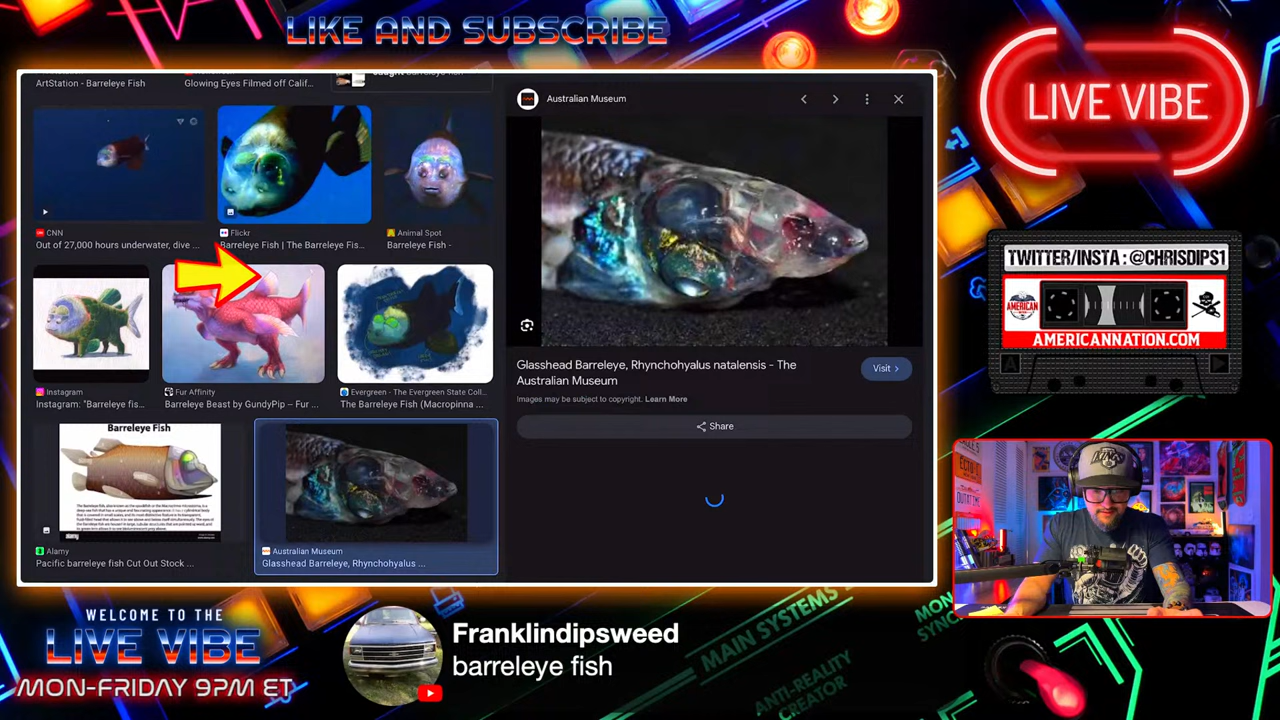 LIKE AND SUBSCRIBE
ArtStation - Barreleye Fish
Glowing Eyes Filmed off Calif...
Australian Museum
CNN
Out of 27,000 hours underwater, dive ...
Flickr
Barreleye Fish | The Barreleye Fis...
Animal Spot
Barreleye Fish -
Instagram
Instagram: "Barreleye fis...
Fur Affinity
Barreleye Beast by GundyPip – Fur ...
Evergreen - The Evergreen State Coll...
The Barreleye Fish (Macropinna ...
Glasshead Barreleye, Rhynchohyalus natalensis - The
Australian Museum
Visit
Images may be subject to copyright. Learn More
Share
Barreleye Fish
Alamy
Pacific barreleye fish Cut Out Stock ...
Australian Museum
Glasshead Barreleye, Rhynchohyalus ...
LIVE VIBE
TWITTER/INSTA : @CHRISDIPS1
AMERICANNATION.COM
A
WELCOME TO THE
LIVE VIBE
MON-FRIDAY 9PM ET
Franklindipsweed
barreleye fish
MAIN SYSTEMS
ANTI-REALITY
CREATOR